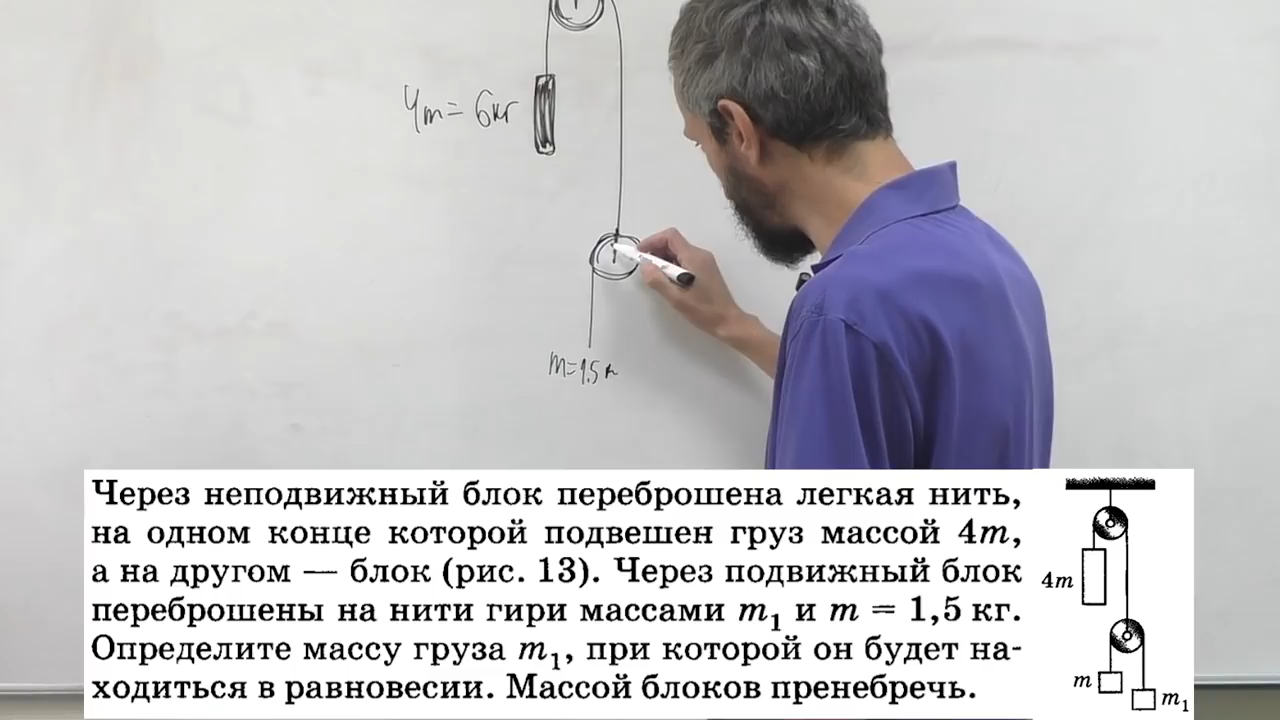 4m = 6кг
m=1,5 к
Через неподвижный блок переброшена легкая нить,
на одном конце которой подвешен груз массой 4m,
а на другом — блок (рис. 13). Через подвижный блок
переброшены на нити гири массами m₁ и m = 1,5 кг.
Определите массу груза m₁, при которой он будет на-
ходиться в равновесии. Массой блоков пренебречь.
4m
m
m₁